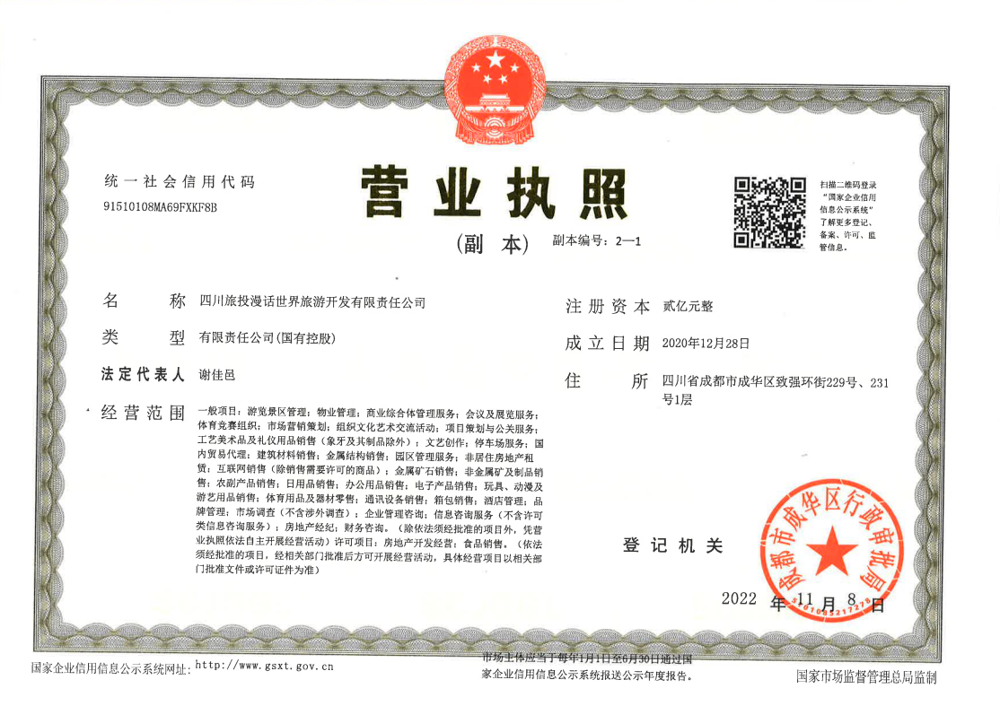 统一社会信用代码
91510108MA69FXKF8B
营业执照
(副 本) 副本编号：2—1
扫描二维码登录
“国家企业信用
信息公示系统”
了解更多登记、
备案、许可、监
管信息。
名称 四川旅投漫话世界旅游开发有限责任公司
类型 有限责任公司(国有控股)
法定代表人 谢佳邑
经营范围 一般项目：游览景区管理；物业管理；商业综合体管理服务；会议及展览服务；
体育竞赛组织；市场营销策划；组织文化艺术交流活动；项目策划与公关服务；
工艺美术品及礼仪用品销售（象牙及其制品除外）；文艺创作；停车场服务；国
内贸易代理；建筑材料销售；金属结构销售；园区管理服务；非居住房地产租
赁；互联网销售（除销售需要许可的商品）；金属矿石销售；非金属矿及制品销
售；农副产品销售；日用品销售；办公用品销售；电子产品销售；玩具、动漫及
游艺用品销售；体育用品及器材零售；通讯设备销售；箱包销售；酒店管理；品
牌管理；市场调查（不含涉外调查）；企业管理咨询；信息咨询服务（不含许可
类信息咨询服务）；房地产经纪；财务咨询。（除依法须经批准的项目外，凭营
业执照依法自主开展经营活动）许可项目：房地产开发经营；食品销售。（依法
须经批准的项目，经相关部门批准后方可开展经营活动，具体经营项目以相关部
门批准文件或许可证件为准）
注册资本 贰亿元整
成立日期 2020年12月28日
住所 四川省成都市成华区致强环街229号、231
号1层
登记机关
成都市成华区行政审批局
5101085217278
2022 年 11 月 8 日
国家企业信用信息公示系统网址：http://www.gsxt.gov.cn
市场主体应当于每年1月1日至6月30日通过国
家企业信用信息公示系统报送公示年度报告。
国家市场监督管理总局监制